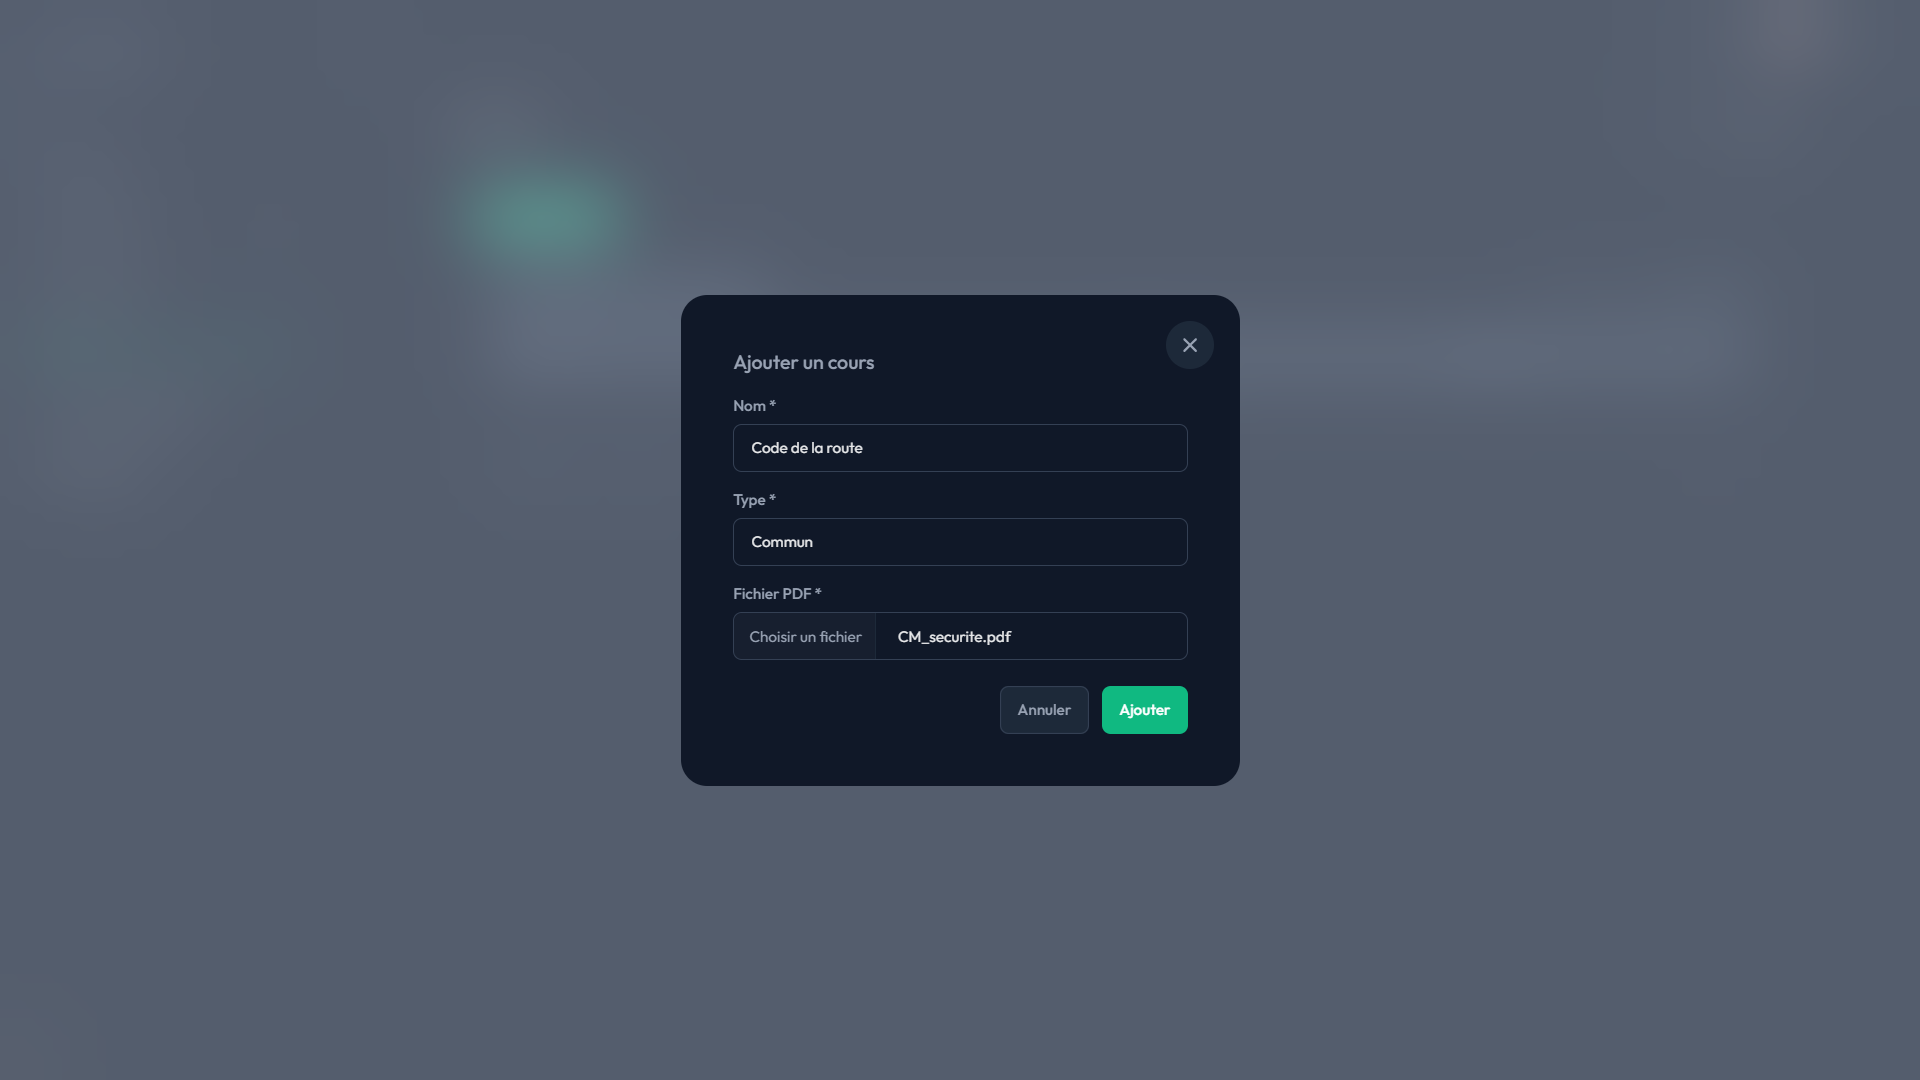 Ajouter un cours
Nom *
Code de la route
Type *
Commun
Fichier PDF *
Choisir un fichier CM_securite.pdf
Annuler Ajouter